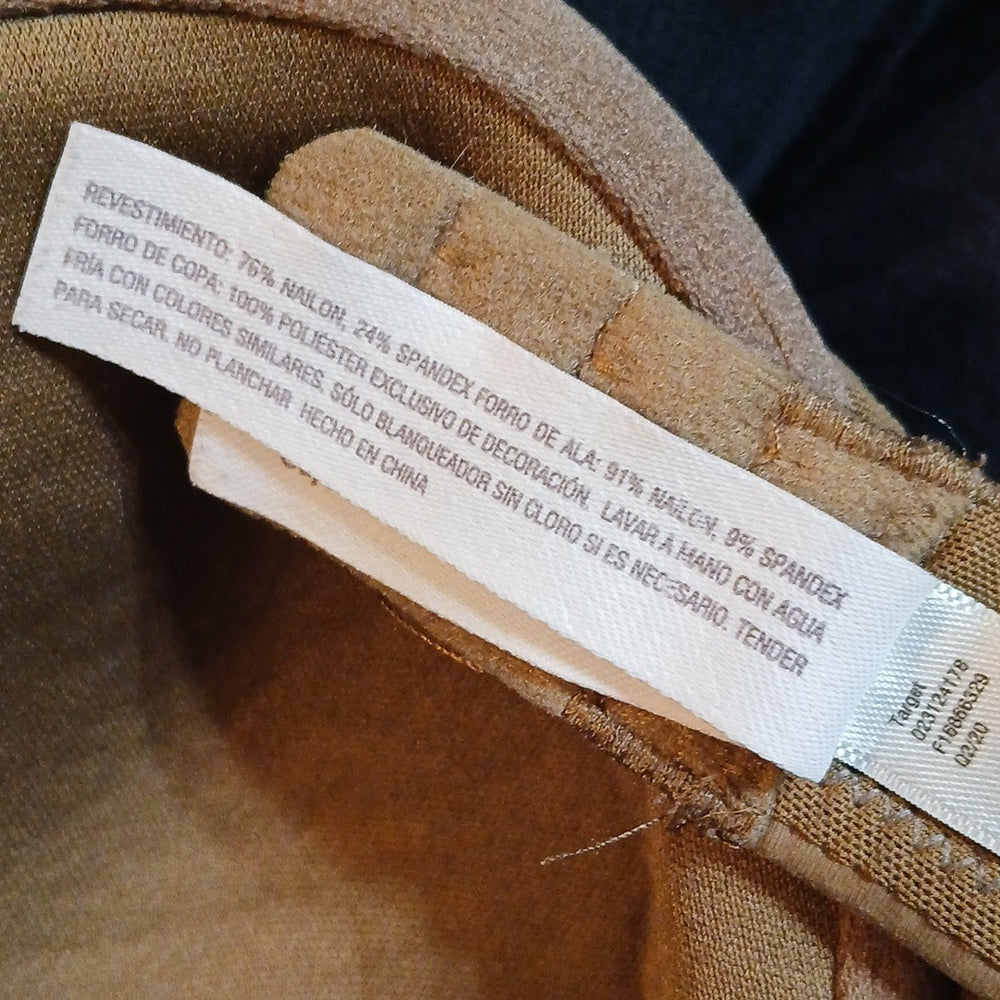 REVESTIMIENTO: 76% NAILON, 24% SPANDEX FORRO DE ALA: 91% NAILON, 9% SPANDEX
FORRO DE COPA: 100% POLIÉSTER EXCLUSIVO DE DECORACIÓN. LAVAR A MANO CON AGUA
FRÍA CON COLORES SIMILARES. SÓLO BLANQUEADOR SIN CLORO SI ES NECESARIO. TENDER
PARA SECAR. NO PLANCHAR. HECHO EN CHINA
Target
023124178
02/20